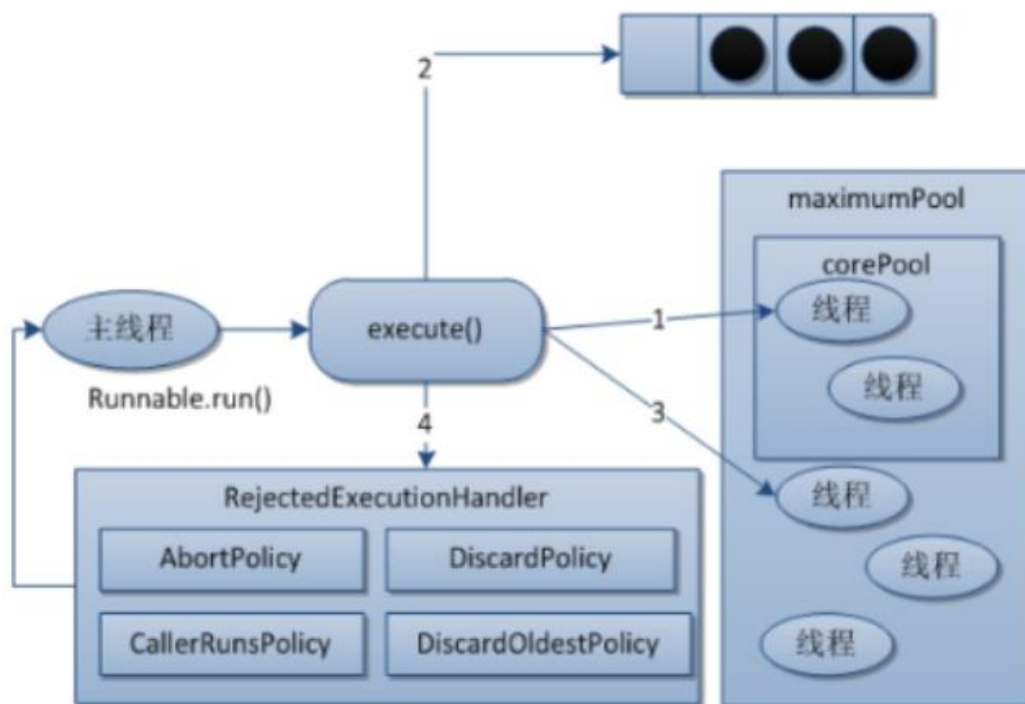 2
maximumPool
corePool
线程
1
主线程
execute()
线程
Runnable.run()
3
4
RejectedExecutionHandler
线程
AbortPolicy
DiscardPolicy
线程
CallerRunsPolicy
DiscardOldestPolicy
线程